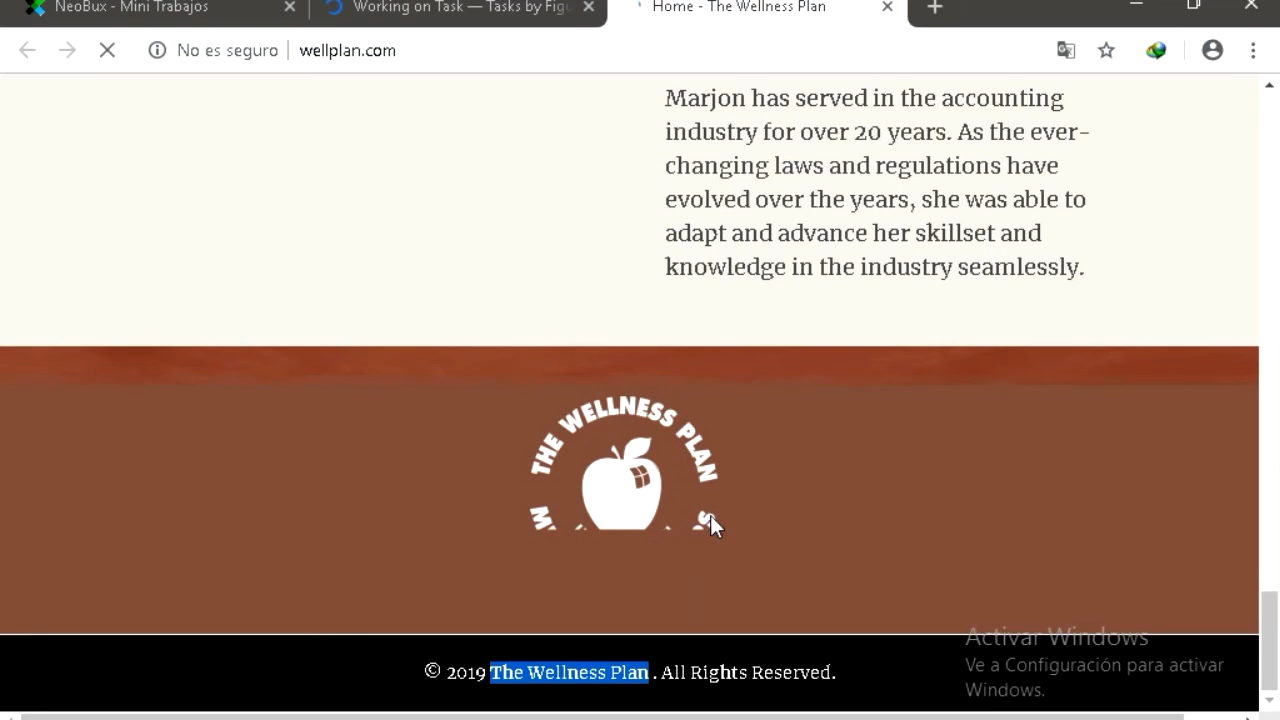 NeoBux - Mini Trabajos
Working on Task — Tasks by Figu
Home - The Wellness Plan
No es seguro
wellplan.com
Marjon has served in the accounting
industry for over 20 years. As the ever-
changing laws and regulations have
evolved over the years, she was able to
adapt and advance her skillset and
knowledge in the industry seamlessly.
THE WELLNESS PLAN
Activar Windows
Ve a Configuración para activar
Windows.
© 2019 The Wellness Plan . All Rights Reserved.